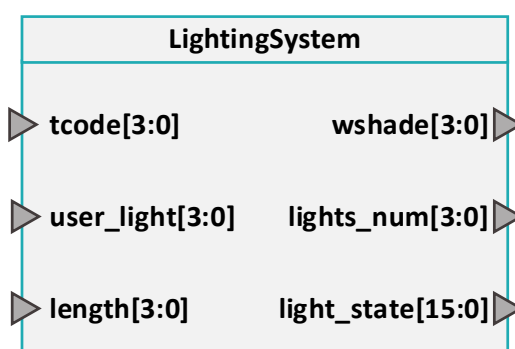 LightingSystem
tcode[3:0] wshade[3:0]
user_light[3:0] lights_num[3:0]
length[3:0] light_state[15:0]